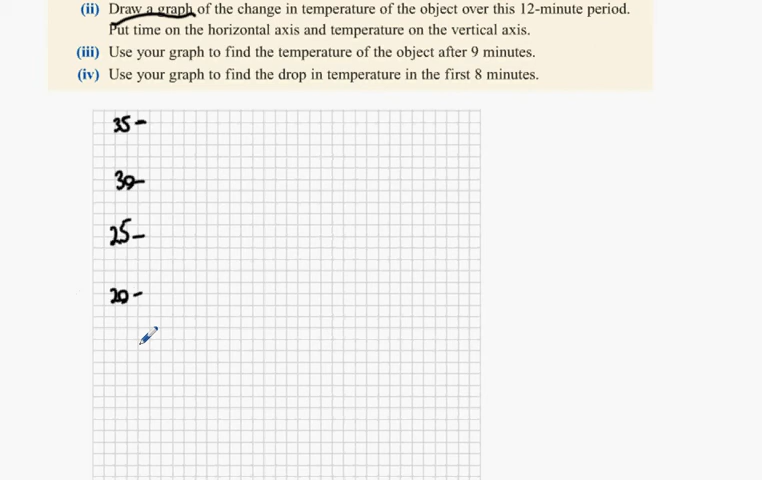 (ii) Draw a graph of the change in temperature of the object over this 12-minute period.
Put time on the horizontal axis and temperature on the vertical axis.
(iii) Use your graph to find the temperature of the object after 9 minutes.
(iv) Use your graph to find the drop in temperature in the first 8 minutes.
35-
30-
25-
20-